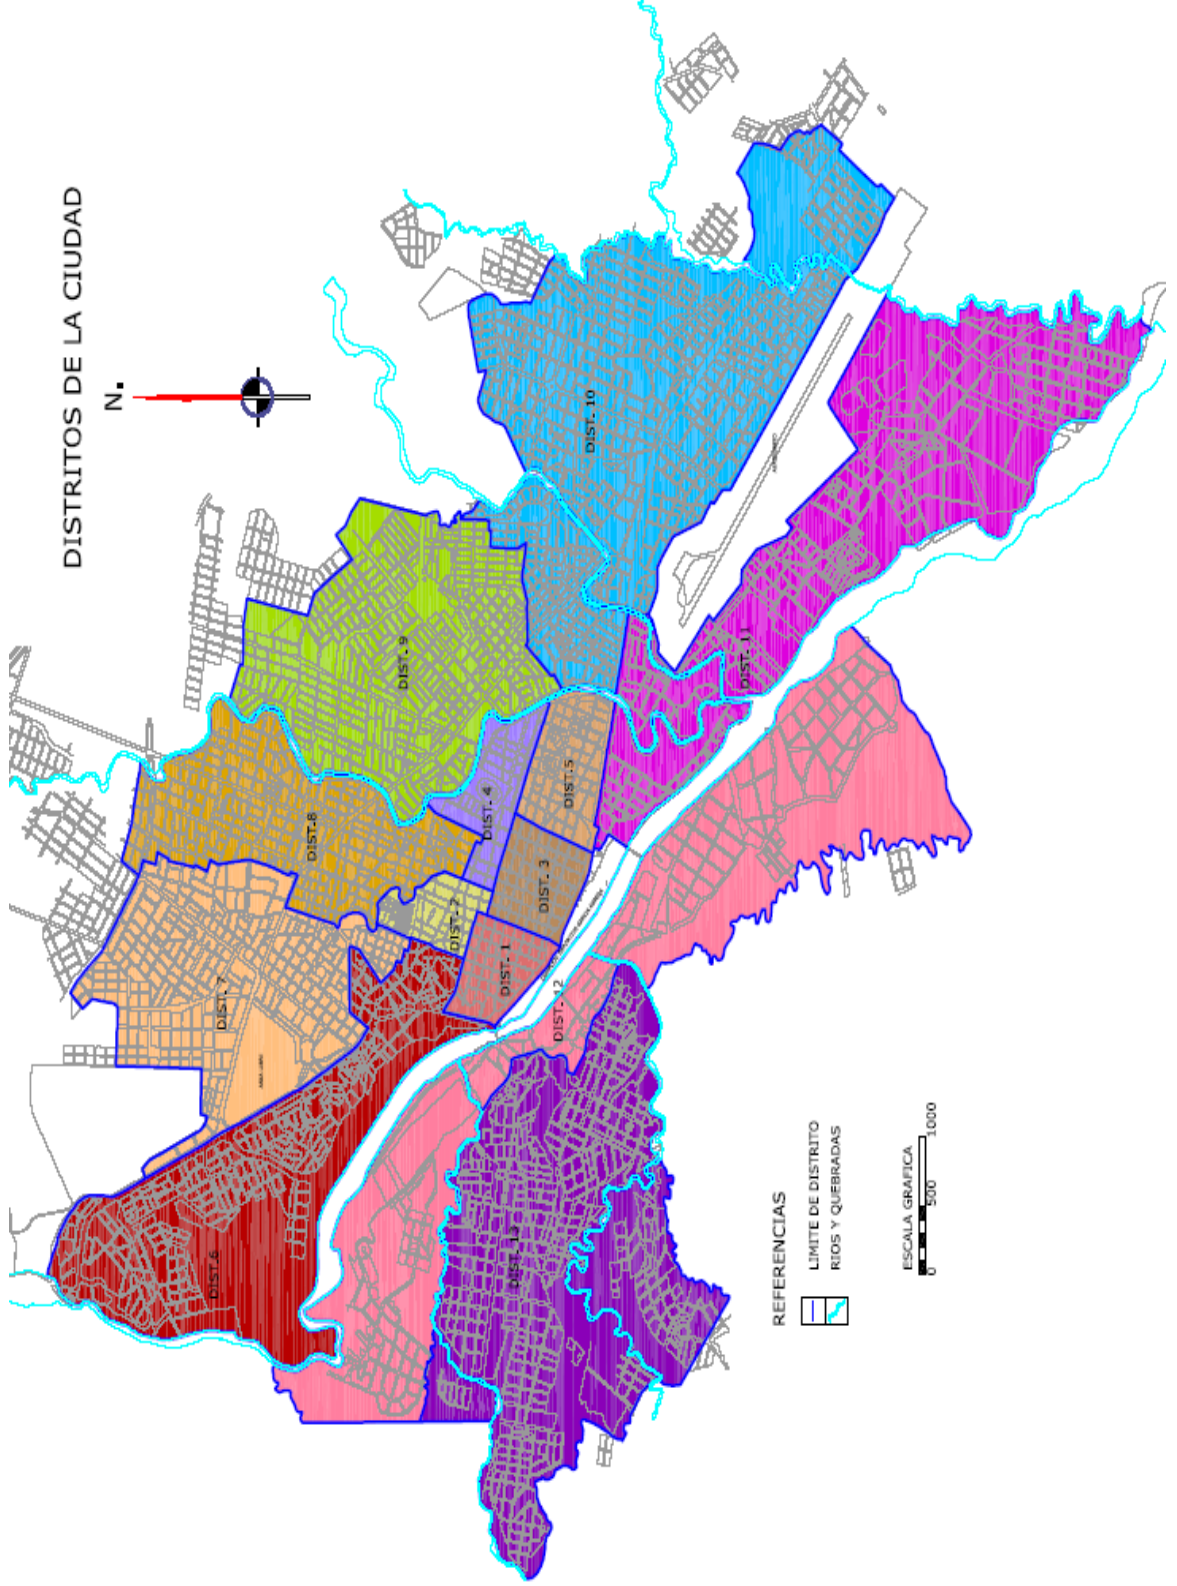 DISTRITOS DE LA CIUDAD
N.
DIST. 10
DIST. 9
DIST. 11
DIST.8
DIST. 4
DIST.5
DIST. 3
DIST. 2
DIST. 1
DIST. 7
DIST. 12
DIST.6
DIST. 13
REFERENCIAS
LIMITE DE DISTRITO
RIOS Y QUEBRADAS
ESCALA GRAFICA
0 500 1000